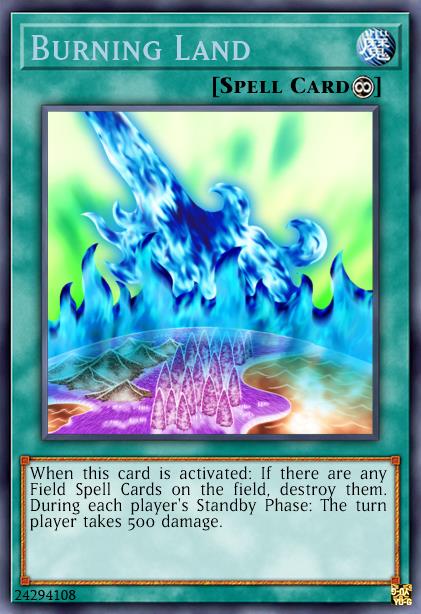 Burning Land
[Spell Card]
When this card is activated: If there are any
Field Spell Cards on the field, destroy them.
During each player's Standby Phase: The turn
player takes 500 damage.
24294108